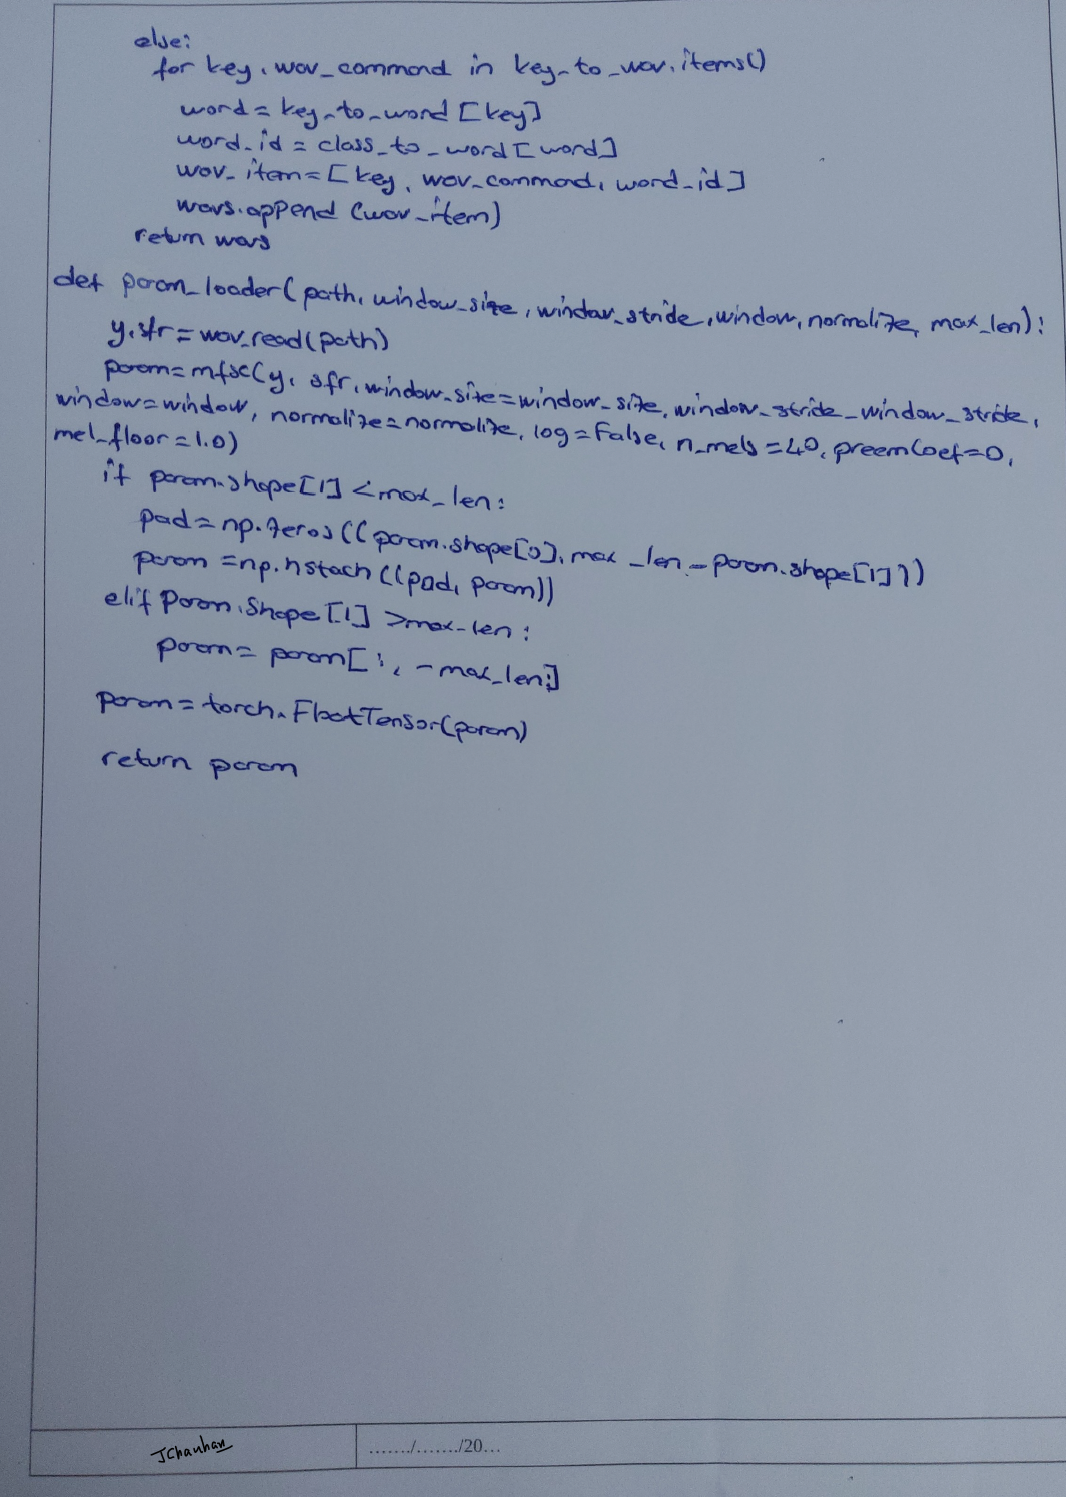 else:
for key, wav_command in key_to_wav.items()
word = key_to_word [key]
word_id = class_to_word [word]
wav_item = [key, wav_command, word_id]
wavs.append (wav_item)
return wavs
def param_loader( path, window_size, window_stride, window, normalize, max_len):
y, sfr = wav_read(path)
param = mfsc(y, sfr, window_size=window_size, window_stride_window_stride,
window=window, normalize=normalize, log=False, n_mels=40, preemCoef=0,
mel_floor=1.0)
if param.shape[1] < max_len:
pad = np.zeros((param.shape[0], max_len - param.shape[1]))
param = np.hstach((pad, param))
elif param.Shape[1] > max-len:
param = param[:, -max_len:]
param = torch.FloatTensor(param)
return param
JChauhan
......./......./20...